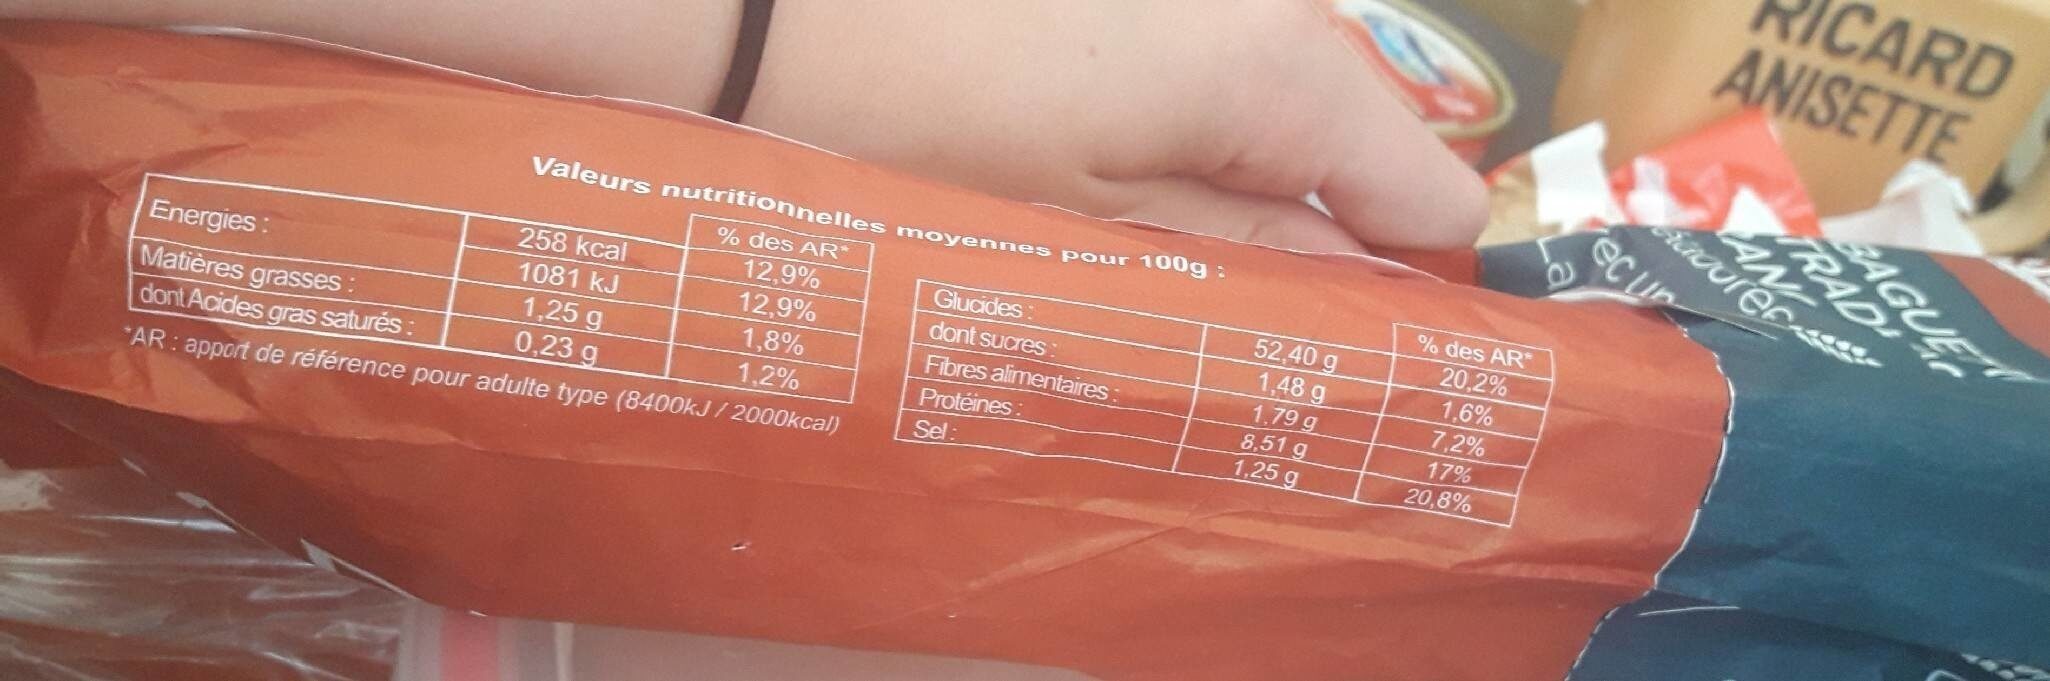 RICARD
ANISETTE
Valeurs nutritionnelles moyennes pour 100g :
% des AR*
Energies : 258 kcal 12,9%
1081 kJ 12,9%
Matières grasses : 1,25 g 1,8%
dont Acides gras saturés : 0,23 g 1,2%
*AR : apport de référence pour adulte type (8400kJ / 2000kcal)
% des AR*
Glucides : 52,40 g 20,2%
dont sucres : 1,48 g 1,6%
Fibres alimentaires : 1,79 g 7,2%
Protéines : 8,51 g 17%
Sel : 1,25 g 20,8%
La